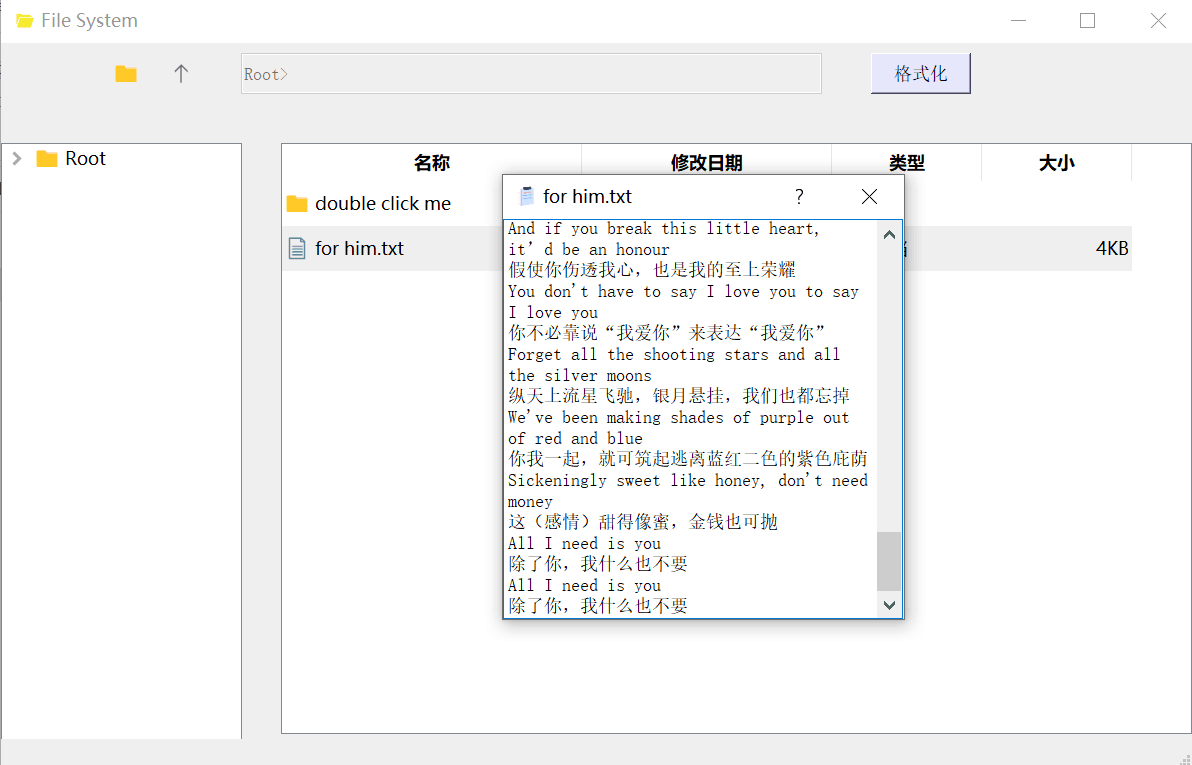 File System
Root>
格式化
Root
名称 修改日期 类型 大小
double click me
for him.txt 4KB
for him.txt ?
And if you break this little heart,
it’d be an honour
假使你伤透我心，也是我的至上荣耀
You don't have to say I love you to say
I love you
你不必靠说“我爱你”来表达“我爱你”
Forget all the shooting stars and all
the silver moons
纵天上流星飞驰，银月悬挂，我们也都忘掉
We've been making shades of purple out
of red and blue
你我一起，就可筑起逃离蓝红二色的紫色庇荫
Sickeningly sweet like honey, don't need
money
这（感情）甜得像蜜，金钱也可抛
All I need is you
除了你，我什么也不要
All I need is you
除了你，我什么也不要